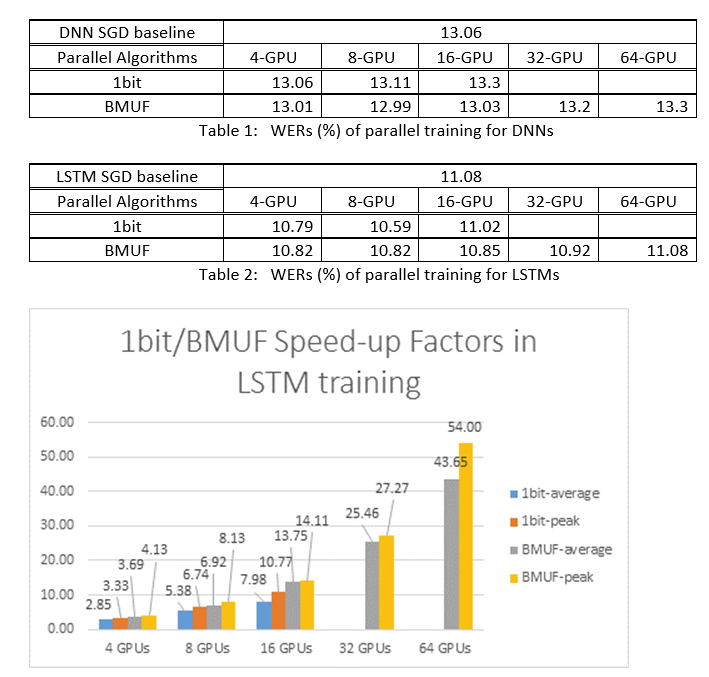 DNN SGD baseline 13.06
Parallel Algorithms 4-GPU 8-GPU 16-GPU 32-GPU 64-GPU
1bit 13.06 13.11 13.3
BMUF 13.01 12.99 13.03 13.2 13.3
Table 1: WERs (%) of parallel training for DNNs
LSTM SGD baseline 11.08
Parallel Algorithms 4-GPU 8-GPU 16-GPU 32-GPU 64-GPU
1bit 10.79 10.59 11.02
BMUF 10.82 10.82 10.85 10.92 11.08
Table 2: WERs (%) of parallel training for LSTMs
1bit/BMUF Speed-up Factors in
LSTM training
60.00
50.00
40.00
30.00
20.00
10.00
0.00
2.85
3.33
3.69
4.13
5.38
6.74
6.92
8.13
7.98
10.77
13.75
14.11
25.46
27.27
43.65
54.00
4 GPUs 8 GPUs 16 GPUs 32 GPUs 64 GPUs
1bit-average
1bit-peak
BMUF-average
BMUF-peak